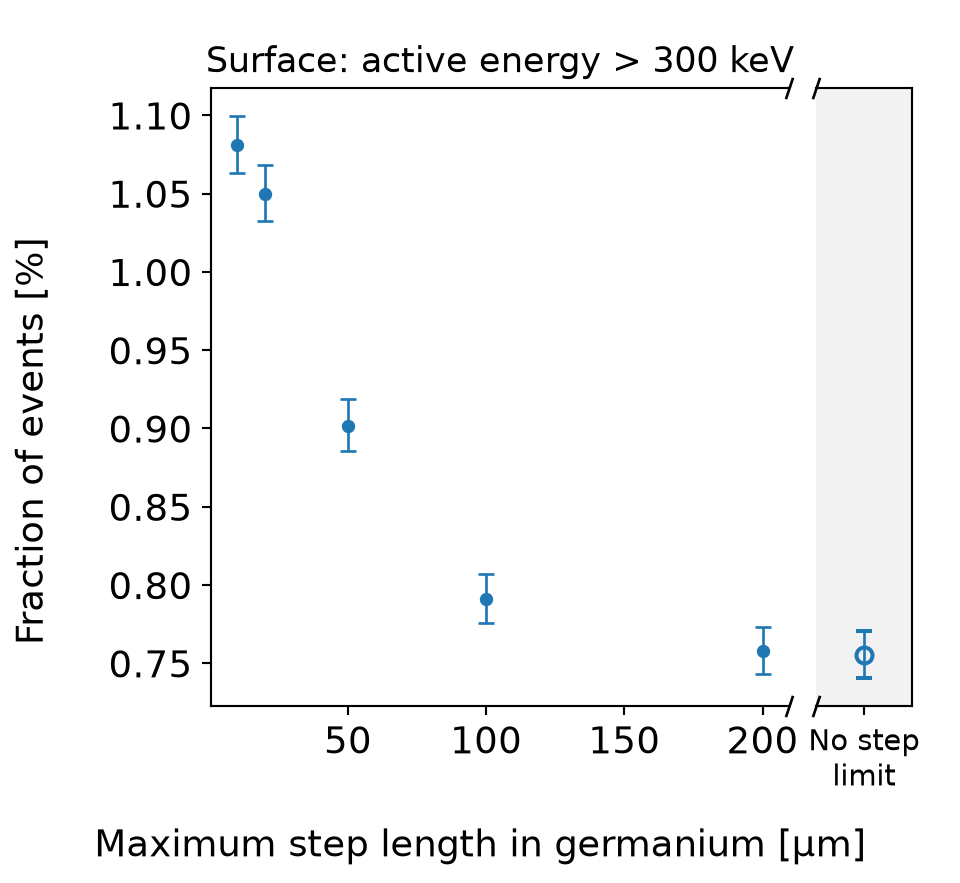 Surface: active energy > 300 keV
Fraction of events [%]
1.10
1.05
1.00
0.95
0.90
0.85
0.80
0.75
50 100 150 200 No step
limit
Maximum step length in germanium [μm]